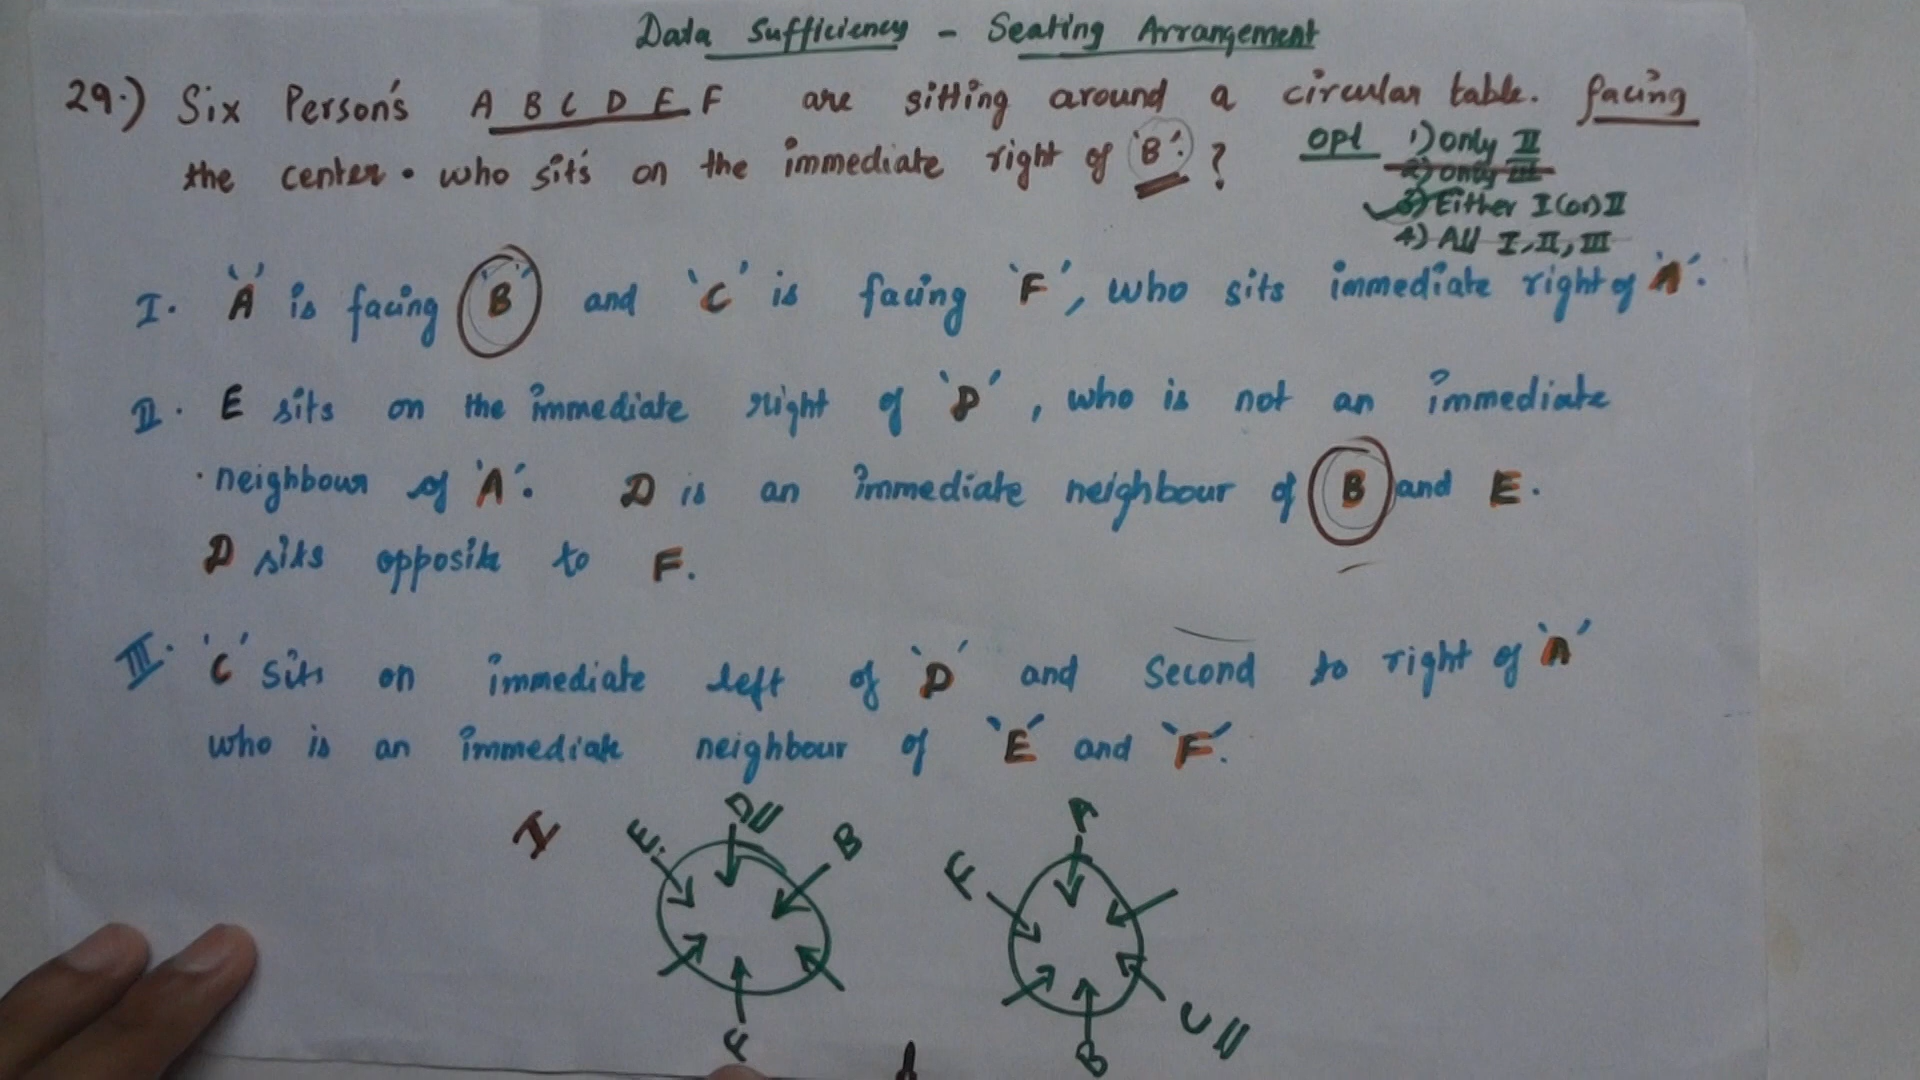 Data Sufficiency - Seating Arrangement
29.) Six Person's A B C D E F are sitting around a circular table. facing
the center. who sits on the immediate right of 'B'. ?
opt 1) only II
2) only III
3) Either I (or) II
4) All I, II, III
I. 'A' is facing 'B' and 'C' is facing 'F', who sits immediate right of 'A'.
II. E sits on the immediate right of 'D', who is not an immediate
neighbour of 'A'. D is an immediate neighbour of B and E.
D sits opposite to F.
III. 'C' sits on immediate left of 'D' and second to right of 'A'
who is an immediate neighbour of 'E' and 'F'.
I
E. D B
F
A
F
C
B